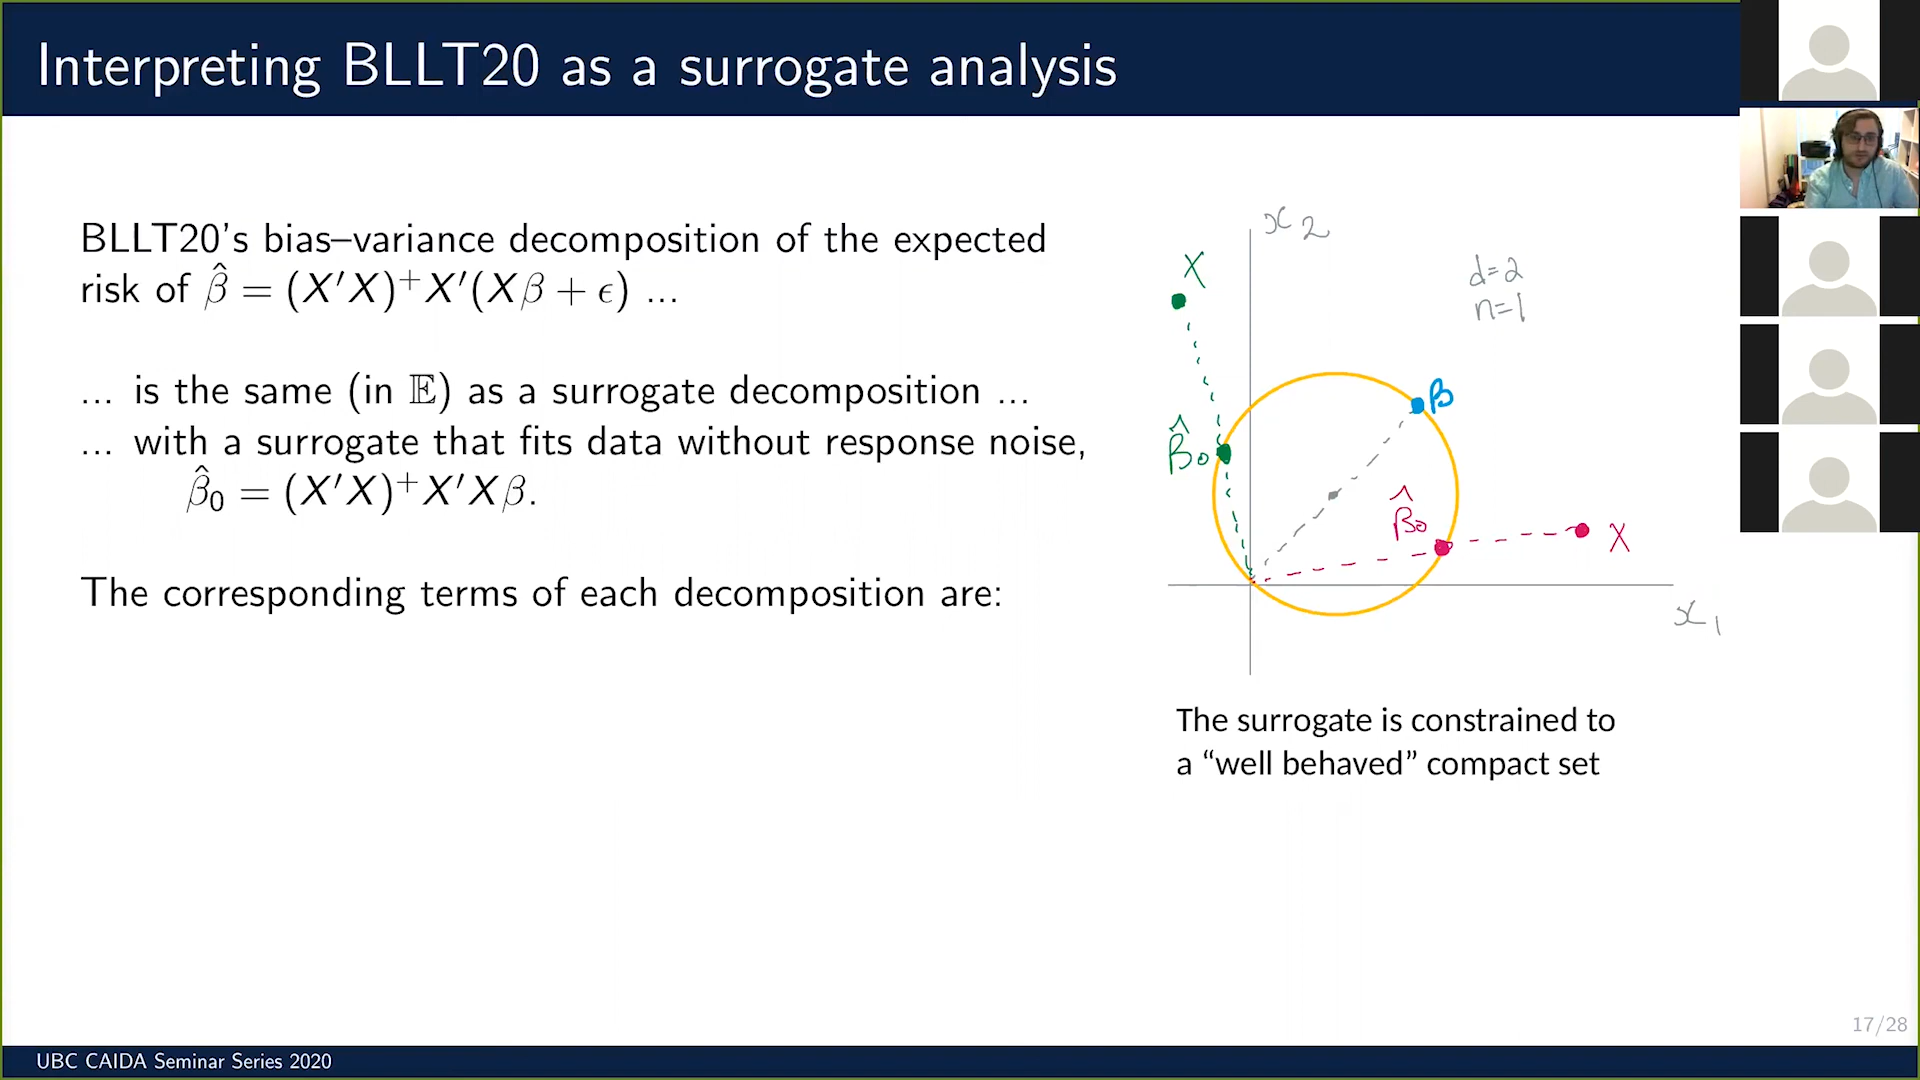 Interpreting BLLT20 as a surrogate analysis
BLLT20's bias–variance decomposition of the expected
risk of β̂ = (X′X)⁺X′(Xβ + ϵ) ...
... is the same (in 𝔼) as a surrogate decomposition ...
... with a surrogate that fits data without response noise,
β̂₀ = (X′X)⁺X′Xβ.
The corresponding terms of each decomposition are:
x₂
X
d=2
n=1
β
β̂₀
β̂₀
X
x₁
The surrogate is constrained to
a “well behaved” compact set
17/28
UBC CAIDA Seminar Series 2020